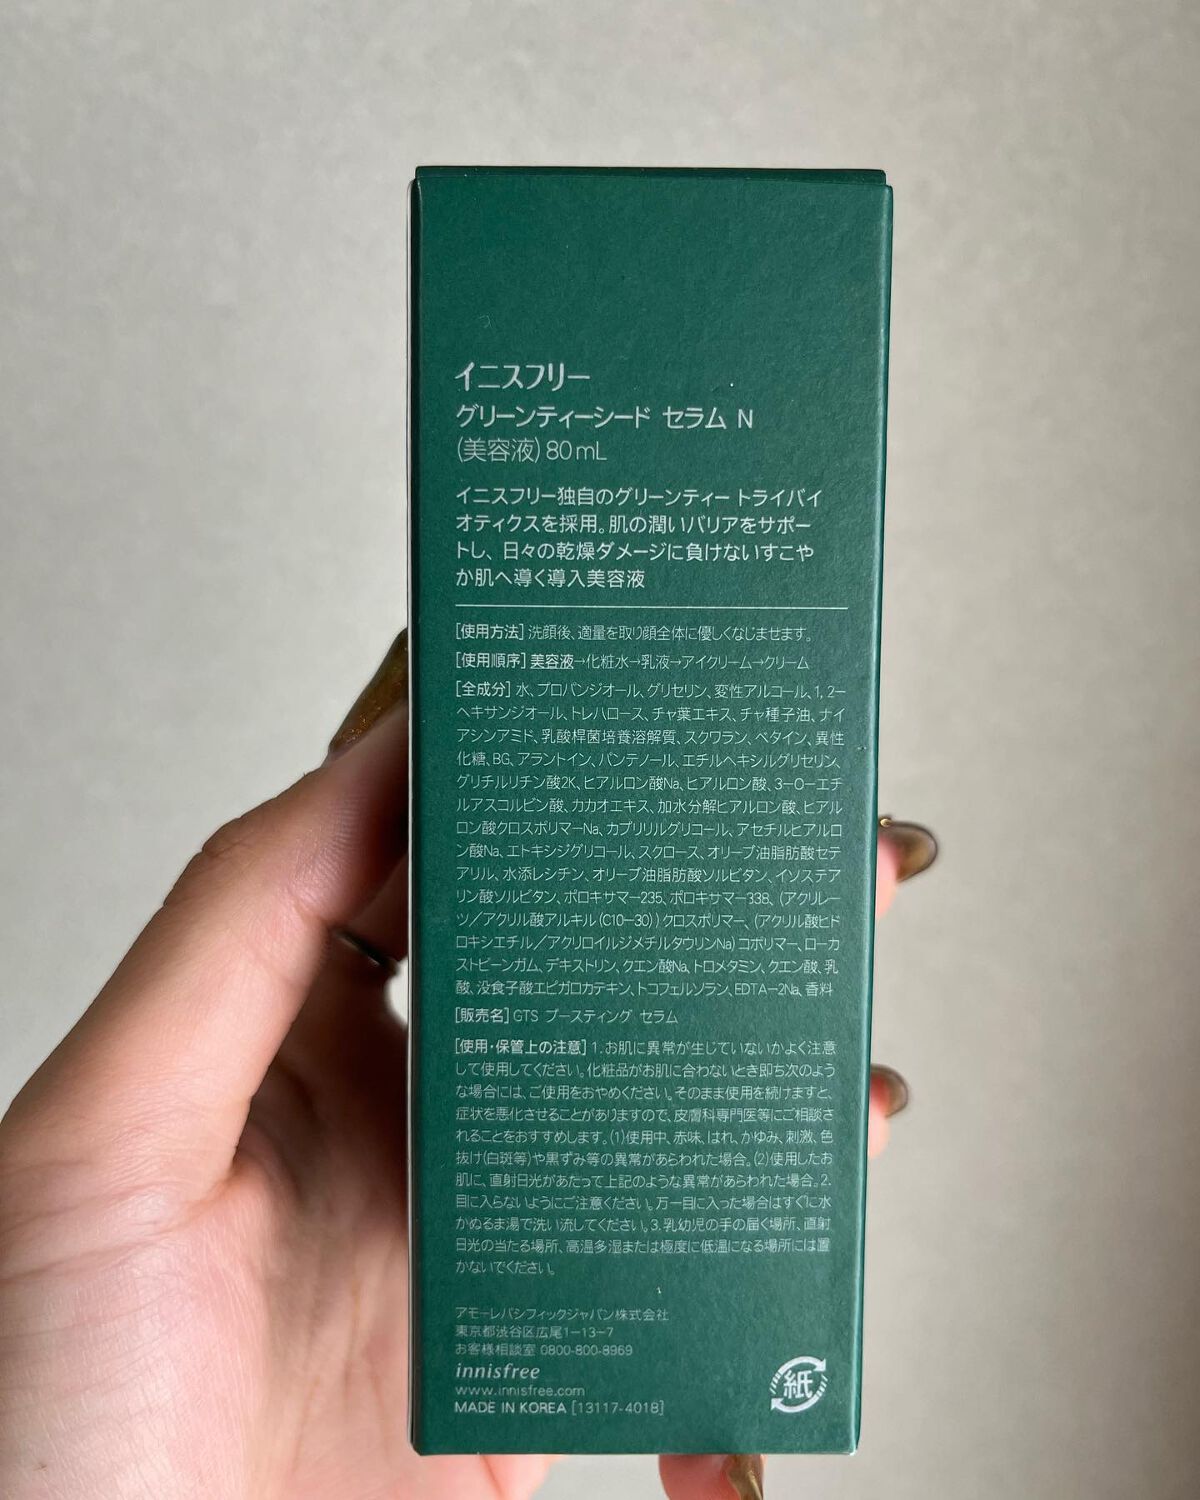 イニスフリー
グリーンティーシード セラム N
(美容液) 80mL
イニスフリー独自のグリーンティー トライバイ
オティクスを採用。肌の潤いバリアをサポー
トし、日々の乾燥ダメージに負けないすこや
か肌へ導く導入美容液
[使用方法] 洗顔後、適量を取り顔全体に優しくなじませます。
[使用順序] 美容液→化粧水→乳液→アイクリーム→クリーム
[全成分] 水、プロパンジオール、グリセリン、変性アルコール、1,2-
ヘキサンジオール、トレハロース、チャ葉エキス、チャ種子油、ナイ
アシンアミド、乳酸桿菌培養溶解質、スクワラン、ベタイン、異性
化糖、BG、アラントイン、パンテノール、エチルヘキシルグリセリン、
グリチルリチン酸2K、ヒアルロン酸Na、ヒアルロン酸、3-O-エチ
ルアスコルビン酸、カカオエキス、加水分解ヒアルロン酸、ヒアル
ロン酸クロスポリマーNa、カプリリルグリコール、アセチルヒアルロ
ン酸Na、エトキシジグリコール、スクロース、オリーブ油脂肪酸セテ
アリル、水添レシチン、オリーブ油脂肪酸ソルビタン、イソステア
リン酸ソルビタン、ポロキサマー235、ポロキサマー338、(アクリレー
ツ/アクリル酸アルキル(C10-30))クロスポリマー、(アクリル酸ヒド
ロキシエチル/アクリロイルジメチルタウリンNa)コポリマー、ローカ
ストビーンガム、デキストリン、クエン酸Na、トロメタミン、クエン酸、乳
酸、没食子酸エピガロカテキン、トコフェルソラン、EDTA-2Na、香料
[販売名] GTS ブースティング セラム
[使用・保管上の注意] 1.お肌に異常が生じていないかよく注意
して使用してください。化粧品がお肌に合わないとき即ち次のよう
な場合には、ご使用をおやめください。そのまま使用を続けますと、
症状を悪化させることがありますので、皮膚科専門医等にご相談さ
れることをおすすめします。(1)使用中、赤味、はれ、かゆみ、刺激、色
抜け(白斑等)や黒ずみ等の異常があらわれた場合。(2)使用したお
肌に、直射日光があたって上記のような異常があらわれた場合。2.
目に入らないようにご注意ください。万一目に入った場合はすぐに水
かぬるま湯で洗い流してください。3.乳幼児の手の届く場所、直射
日光の当たる場所、高温多湿または極度に低温になる場所には置
かないでください。
アモーレパシフィックジャパン株式会社
東京都渋谷区広尾1-13-7
お客様相談室 0800-800-8969
innisfree
www.innisfree.com
MADE IN KOREA [13117-4018]
紙